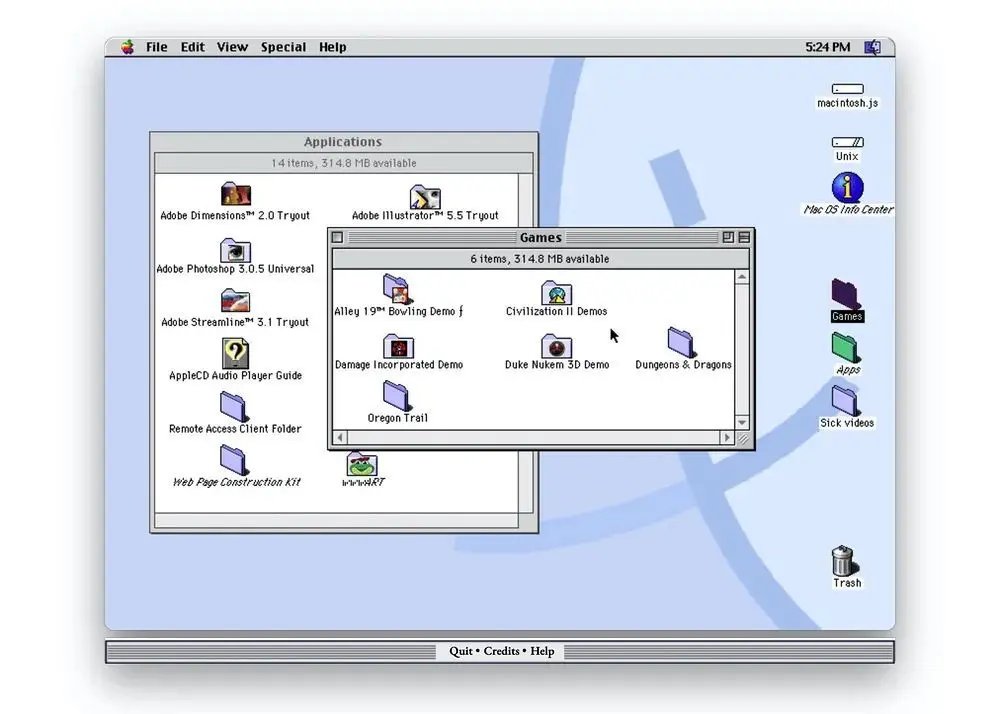 File Edit View Special Help
5:24 PM
macintosh.js
Unix
Mac OS Info Center
Games
Apps
Sick videos
Trash
Applications
14 items, 314.8 MB available
Adobe Dimensions™ 2.0 Tryout
Adobe Illustrator™ 5.5 Tryout
Adobe Photoshop 3.0.5 Universal
Adobe Streamline™ 3.1 Tryout
AppleCD Audio Player Guide
Remote Access Client Folder
Web Page Construction Kit
Games
6 items, 314.8 MB available
Alley 19™ Bowling Demo ƒ
Civilization II Demos
Damage Incorporated Demo
Duke Nukem 3D Demo
Dungeons & Dragons
Oregon Trail
Quit • Credits • Help